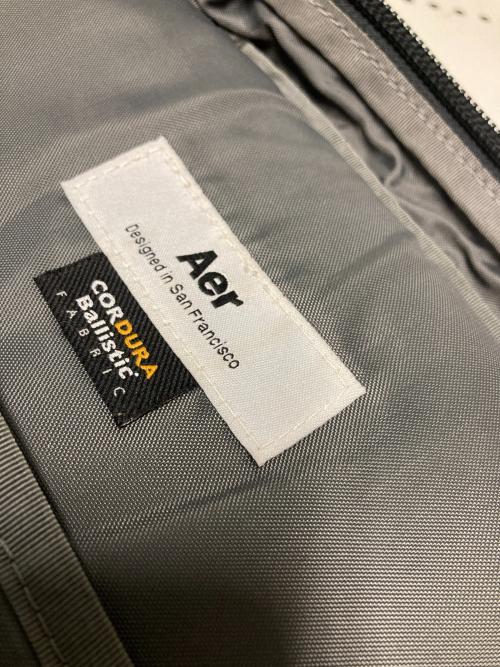 Aer
Designed in San Francisco
CORDURA
Ballistic
FABRIC